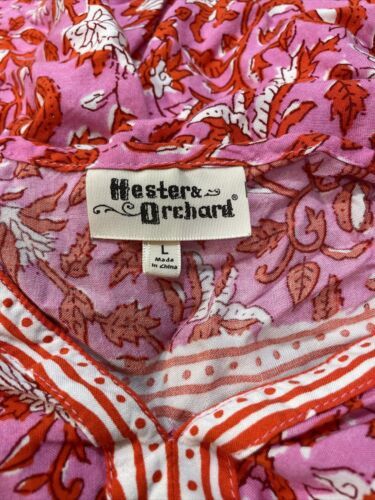 Hester &
Orchard®
L
Made
in China